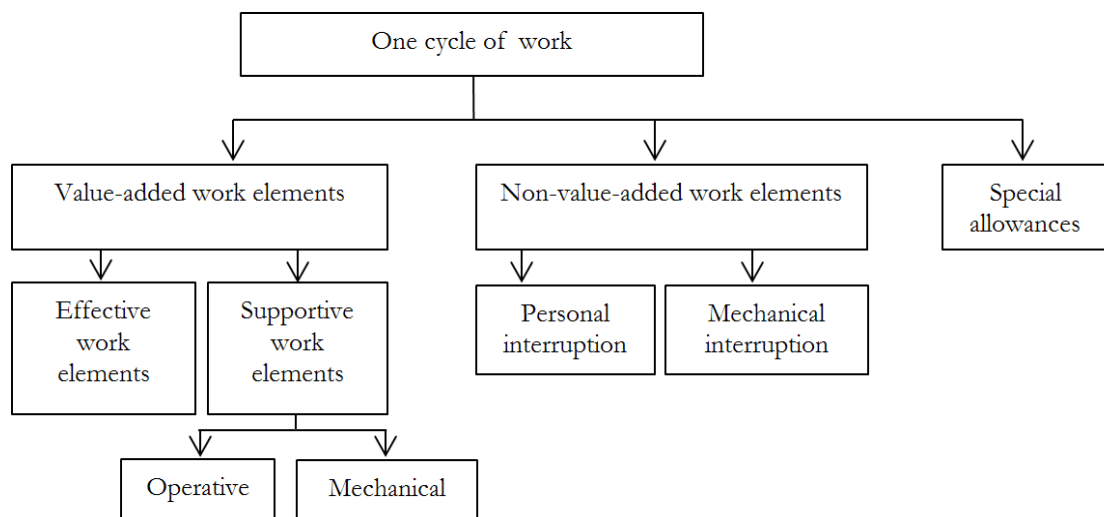 One cycle of work
Value-added work elements
Non-value-added work elements
Special
allowances
Effective
work
elements
Supportive
work
elements
Personal
interruption
Mechanical
interruption
Operative
Mechanical